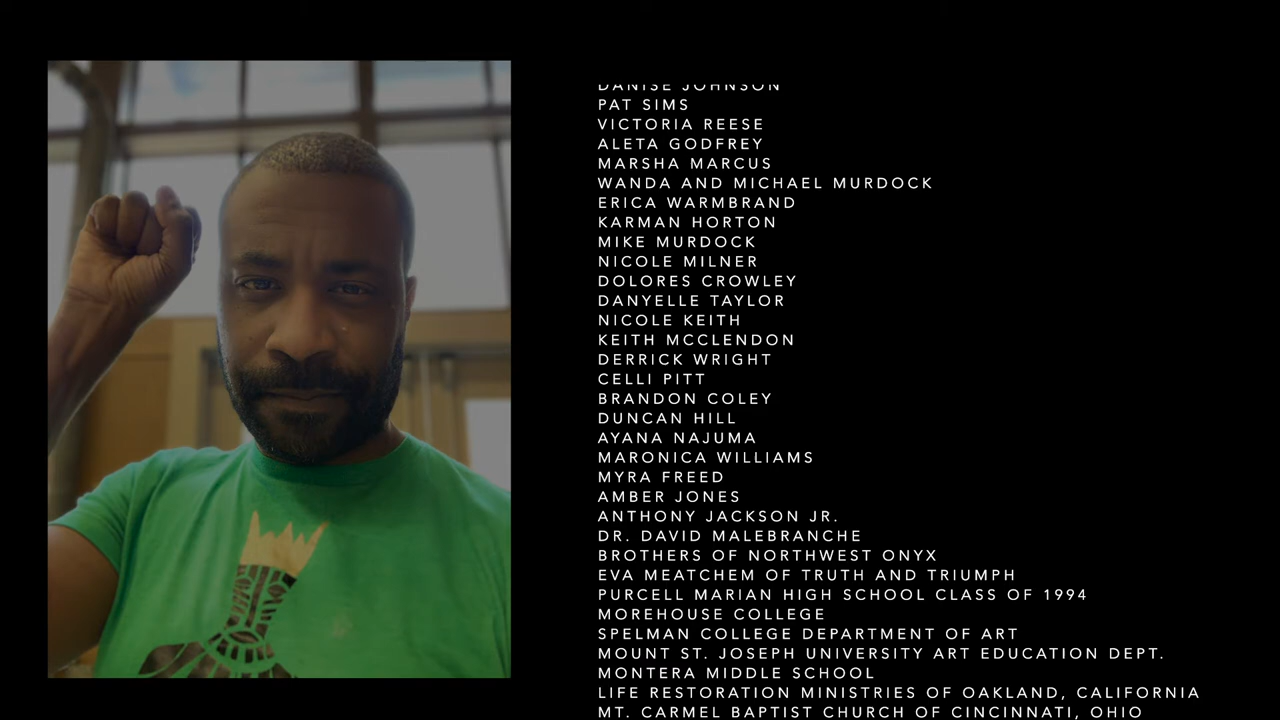 DANISE JOHNSON
PAT SIMS
VICTORIA REESE
ALETA GODFREY
MARSHA MARCUS
WANDA AND MICHAEL MURDOCK
ERICA WARMBRAND
KARMAN HORTON
MIKE MURDOCK
NICOLE MILNER
DOLORES CROWLEY
DANYELLE TAYLOR
NICOLE KEITH
KEITH MCCLENDON
DERRICK WRIGHT
CELLI PITT
BRANDON COLEY
DUNCAN HILL
AYANA NAJUMA
MARONICA WILLIAMS
MYRA FREED
AMBER JONES
ANTHONY JACKSON JR.
DR. DAVID MALEBRANCHE
BROTHERS OF NORTHWEST ONYX
EVA MEATCHEM OF TRUTH AND TRIUMPH
PURCELL MARIAN HIGH SCHOOL CLASS OF 1994
MOREHOUSE COLLEGE
SPELMAN COLLEGE DEPARTMENT OF ART
MOUNT ST. JOSEPH UNIVERSITY ART EDUCATION DEPT.
MONTERA MIDDLE SCHOOL
LIFE RESTORATION MINISTRIES OF OAKLAND, CALIFORNIA
MT. CARMEL BAPTIST CHURCH OF CINCINNATI, OHIO